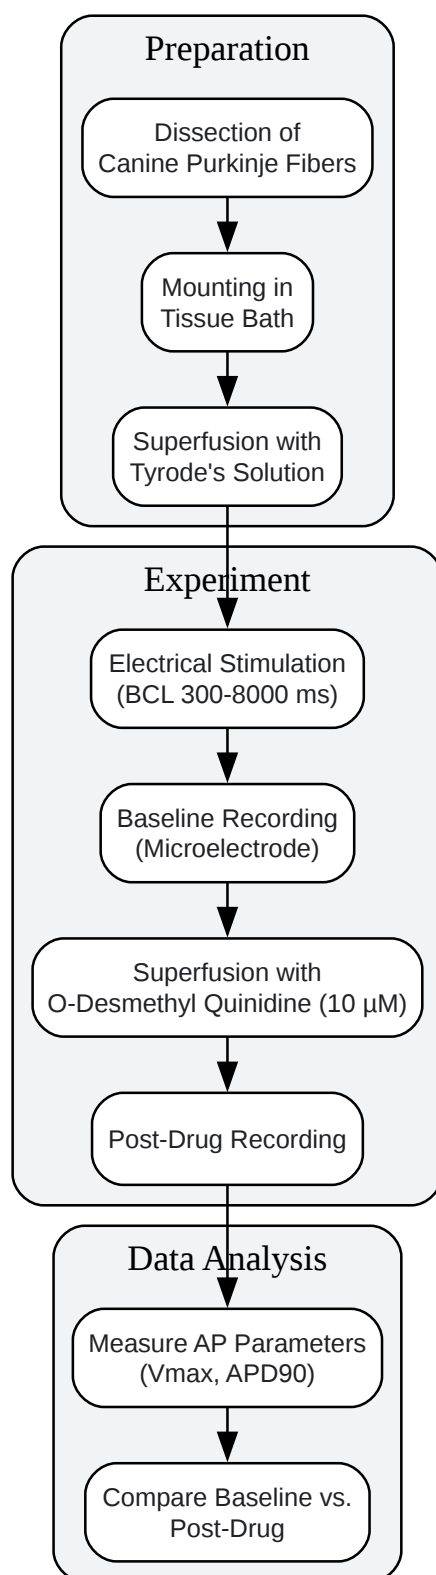 Preparation
Dissection of
Canine Purkinje Fibers
Mounting in
Tissue Bath
Superfusion with
Tyrode's Solution
Experiment
Electrical Stimulation
(BCL 300-8000 ms)
Baseline Recording
(Microelectrode)
Superfusion with
O-Desmethyl Quinidine (10 µM)
Post-Drug Recording
Data Analysis
Measure AP Parameters
(Vmax, APD90)
Compare Baseline vs.
Post-Drug